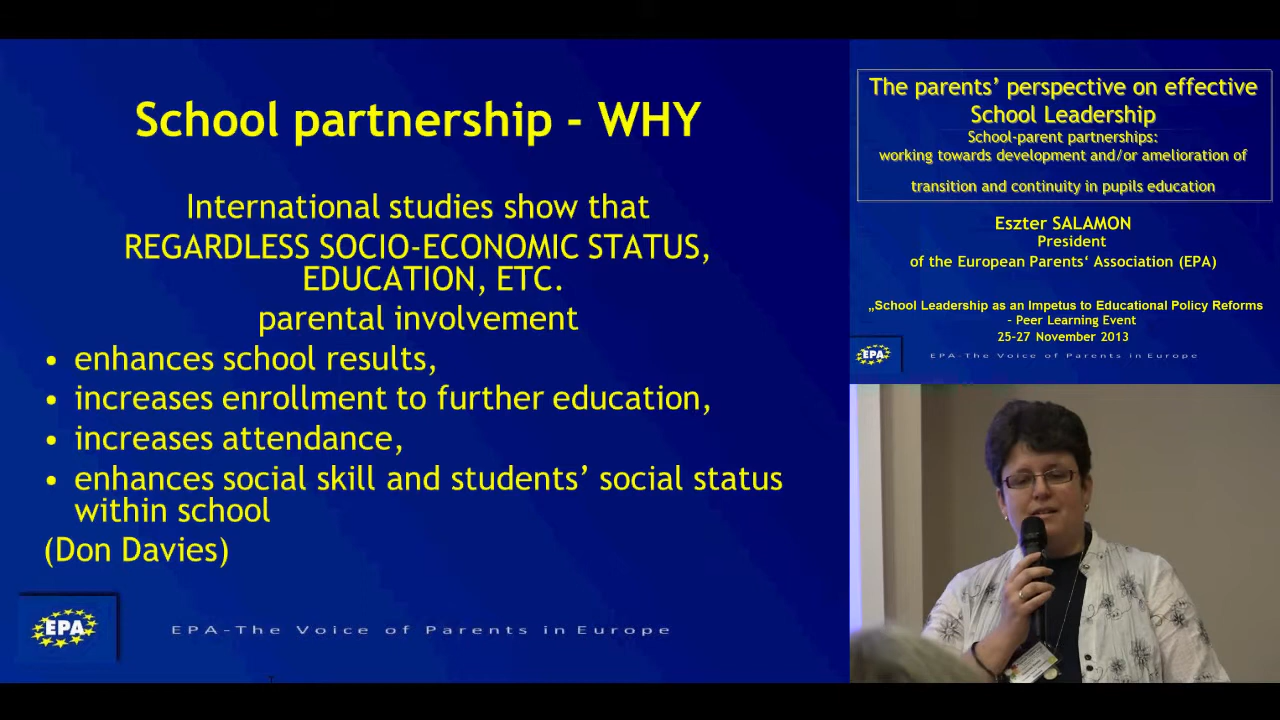 School partnership - WHY
International studies show that
REGARDLESS SOCIO-ECONOMIC STATUS,
EDUCATION, ETC.
parental involvement
• enhances school results,
• increases enrollment to further education,
• increases attendance,
• enhances social skill and students’ social status
within school
(Don Davies)
EPA
EPA-The Voice of Parents in Europe
The parents’ perspective on effective
School Leadership
School-parent partnerships:
working towards development and/or amelioration of
transition and continuity in pupils education
Eszter SALAMON
President
of the European Parents‘ Association (EPA)
„School Leadership as an Impetus to Educational Policy Reforms
– Peer Learning Event
25-27 November 2013
EPA
EPA-The Voice of Parents in Europe